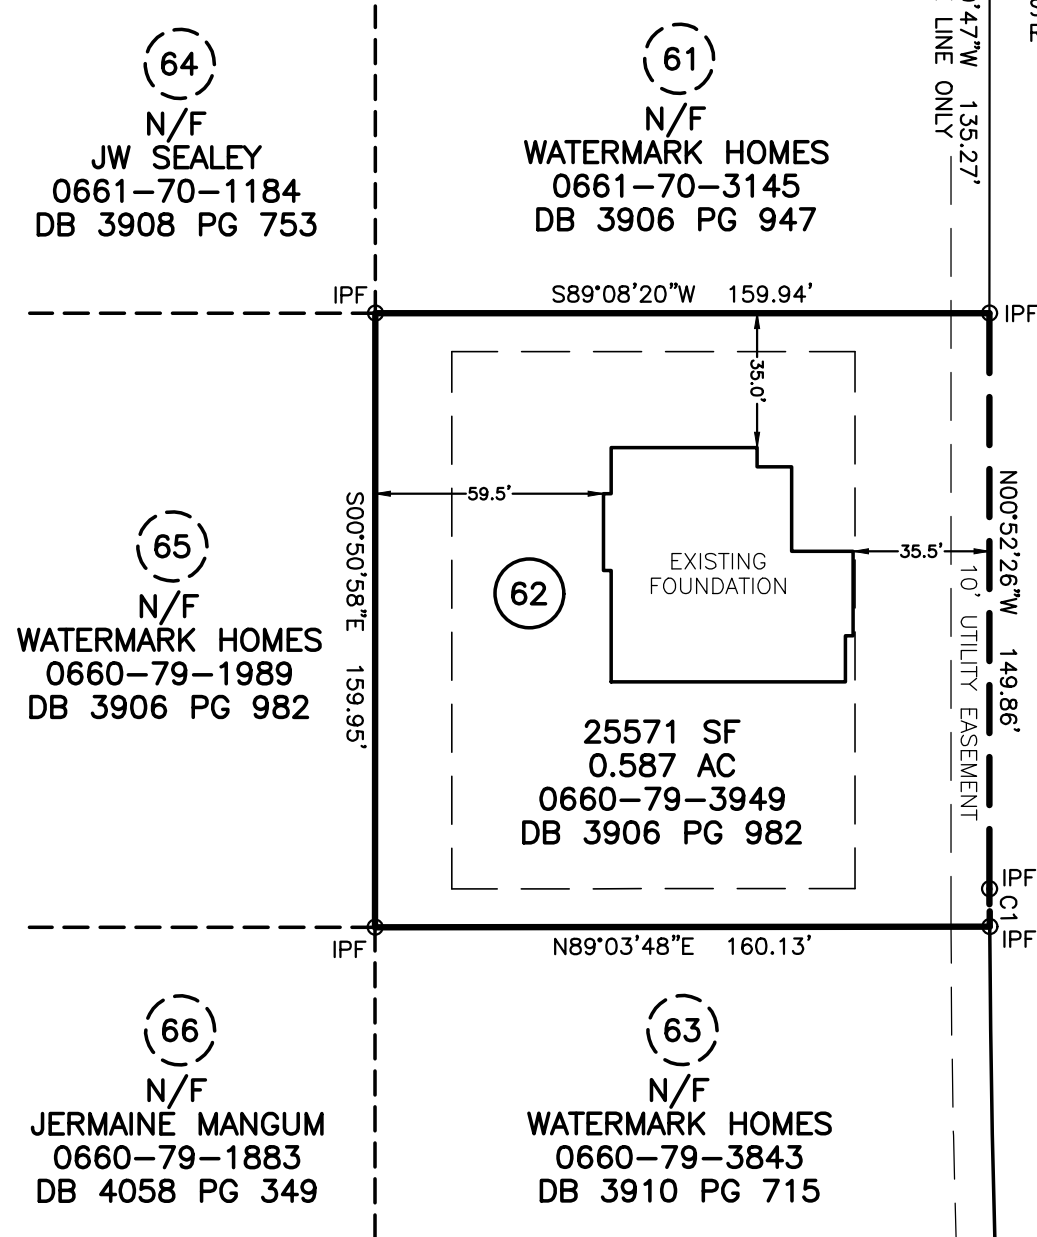 64
N/F
JW SEALEY
0661-70-1184
DB 3908 PG 753
61
N/F
WATERMARK HOMES
0661-70-3145
DB 3906 PG 947
'47"W 135.27'
LINE ONLY
IPF
S89°08'20"W 159.94'
IPF
35.0'
59.5'
35.5'
S00°50'58"E 159.95'
N00°52'26"W 149.86'
10' UTILITY EASEMENT
EXISTING
FOUNDATION
62
65
N/F
WATERMARK HOMES
0660-79-1989
DB 3906 PG 982
25571 SF
0.587 AC
0660-79-3949
DB 3906 PG 982
IPF
C1
IPF
IPF
N89°03'48"E 160.13'
66
N/F
JERMAINE MANGUM
0660-79-1883
DB 4058 PG 349
63
N/F
WATERMARK HOMES
0660-79-3843
DB 3910 PG 715